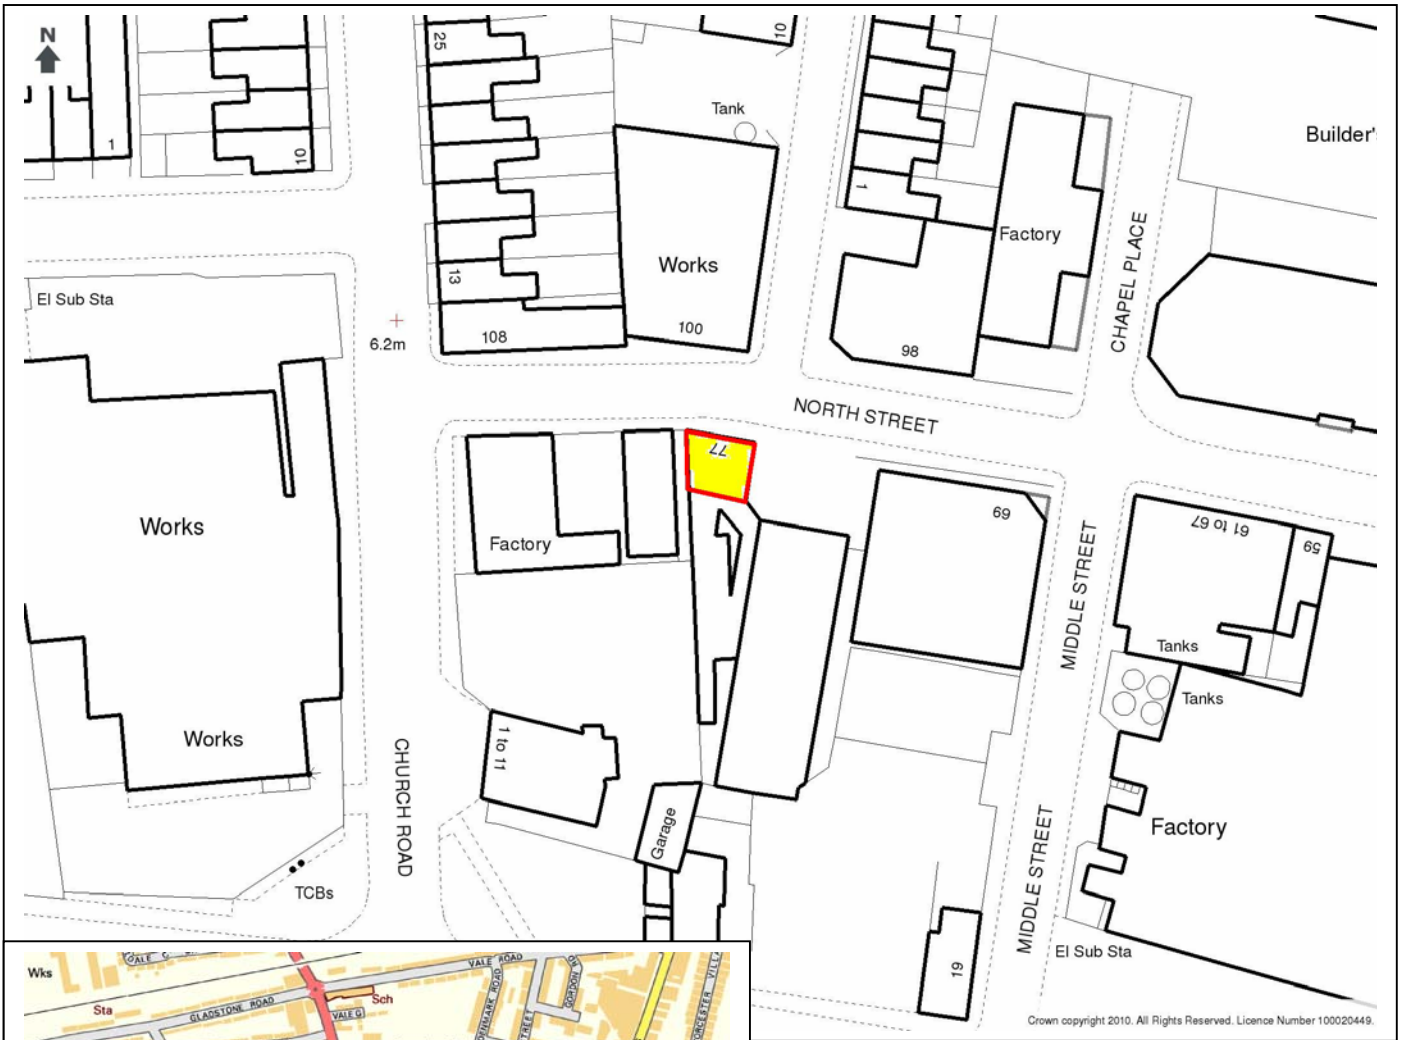 N
25
10
Tank
Builder's
1
10
1
Works
Factory
CHAPEL PLACE
El Sub Sta
13
6.2m
108
100
98
NORTH STREET
77
69
61 to 67
59
Works
Factory
MIDDLE STREET
Tanks
Tanks
Works
1 to 11
CHURCH ROAD
Garage
Factory
TCBs
MIDDLE STREET
El Sub Sta
19
Crown copyright 2010. All Rights Reserved. Licence Number 100020449.
Wks
VALE ROAD
Sta
Sch
GLADSTONE ROAD
VALE G
GORDON